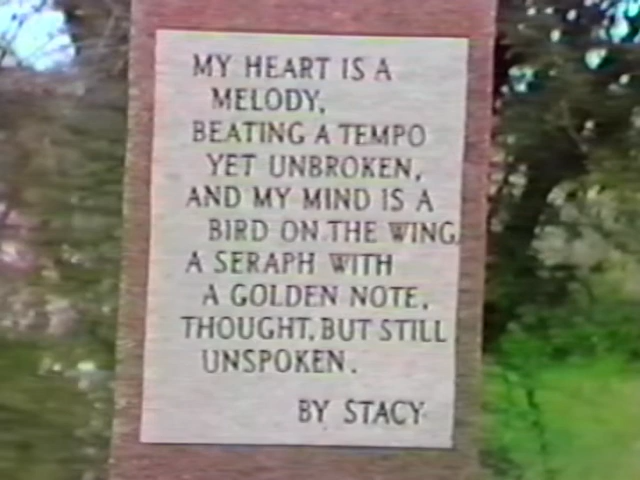 MY HEART IS A
MELODY,
BEATING A TEMPO
YET UNBROKEN,
AND MY MIND IS A
BIRD ON THE WING,
A SERAPH WITH
A GOLDEN NOTE,
THOUGHT, BUT STILL
UNSPOKEN.
BY STACY